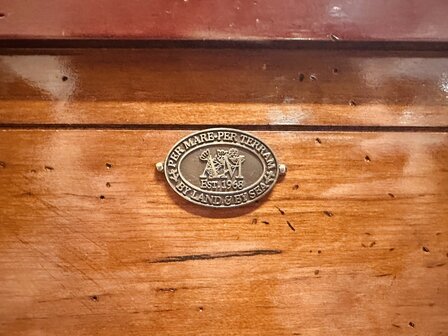 PER MARE • PER TERRAM
AM
EST. 1968
BY LAND & BY SEA